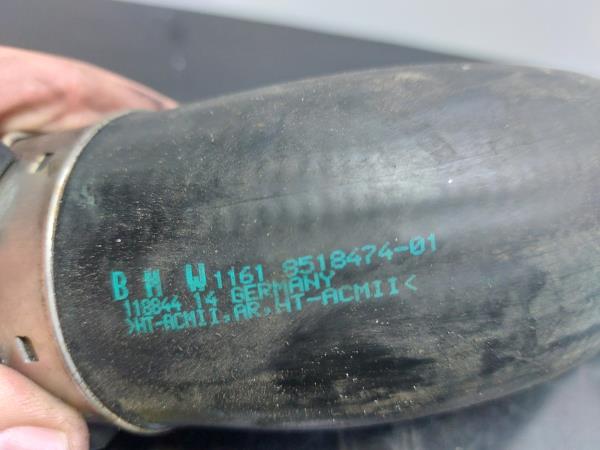 B M W 1161 8518474-01
118844 14 GERMANY
>HT-ACMII,AR,HT-ACMII<